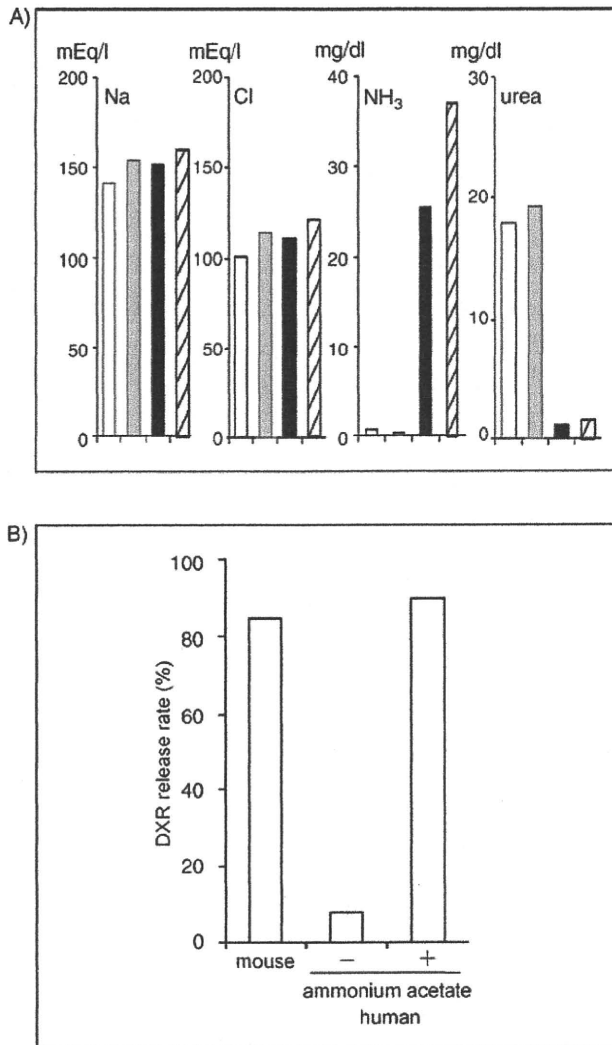 A)
mEq/l mEq/l mg/dl mg/dl
200 200 40 30
Na Cl NH₃ urea
150 150 30
20
100 100 20
10
50 50 10
0 0 0 0
B)
100
80
60
40
20
0
DXR release rate (%)
mouse − +
ammonium acetate
human